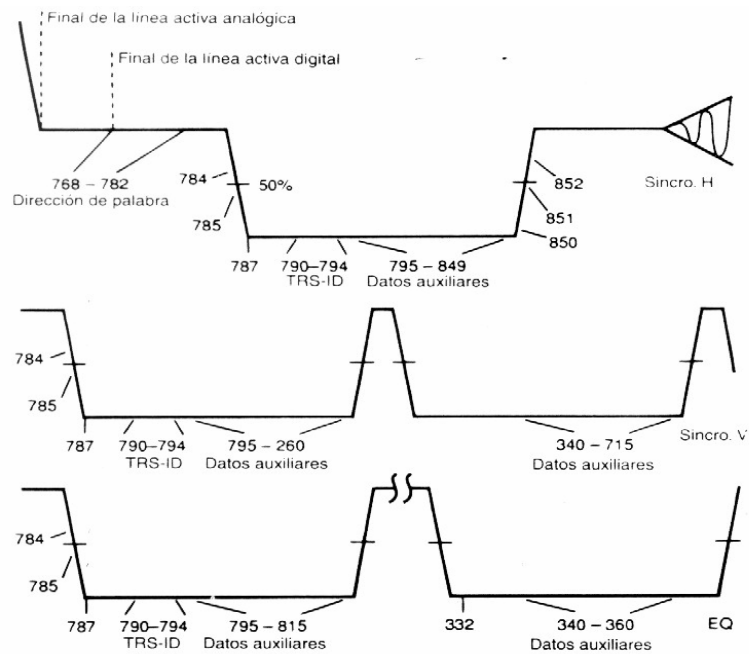 Final de la línea activa analógica
Final de la línea activa digital
768 – 782
Dirección de palabra
784
50%
785
787
790–794
TRS-ID
795 – 849
Datos auxiliares
852
851
850
Sincro. H
784
785
787
790–794
TRS-ID
795 – 260
Datos auxiliares
340 – 715
Datos auxiliares
Sincro. V
784
785
787
790–794
TRS-ID
795 – 815
Datos auxiliares
332
340 – 360
Datos auxiliares
EQ